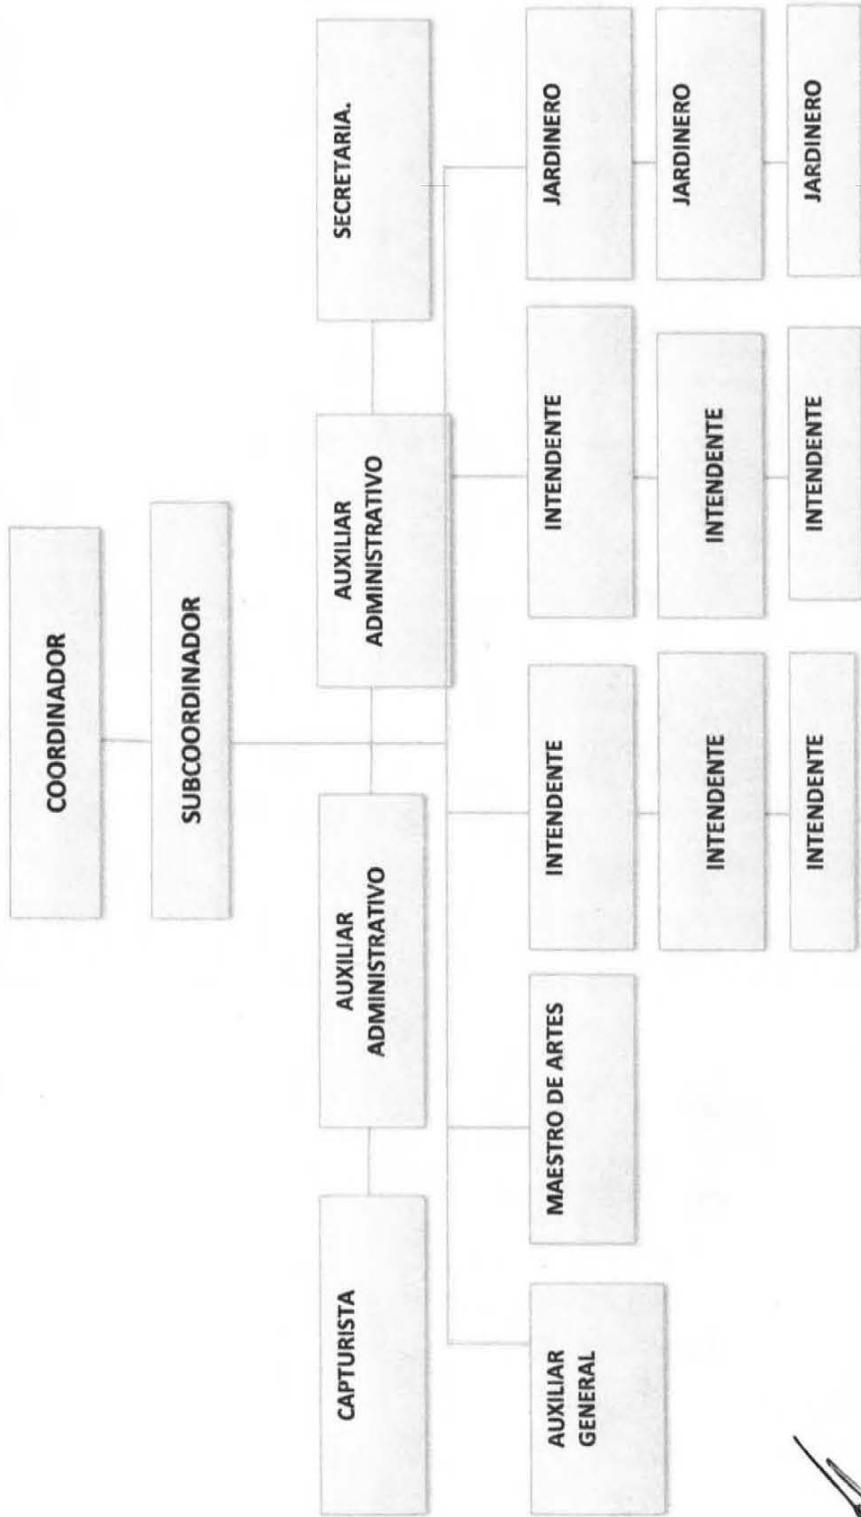 COORDINADOR
SUBCOORDINADOR
CAPTURISTA
AUXILIAR
ADMINISTRATIVO
AUXILIAR
ADMINISTRATIVO
SECRETARIA.
AUXILIAR
GENERAL
MAESTRO DE ARTES
INTENDENTE
INTENDENTE
JARDINERO
INTENDENTE
INTENDENTE
JARDINERO
INTENDENTE
INTENDENTE
JARDINERO